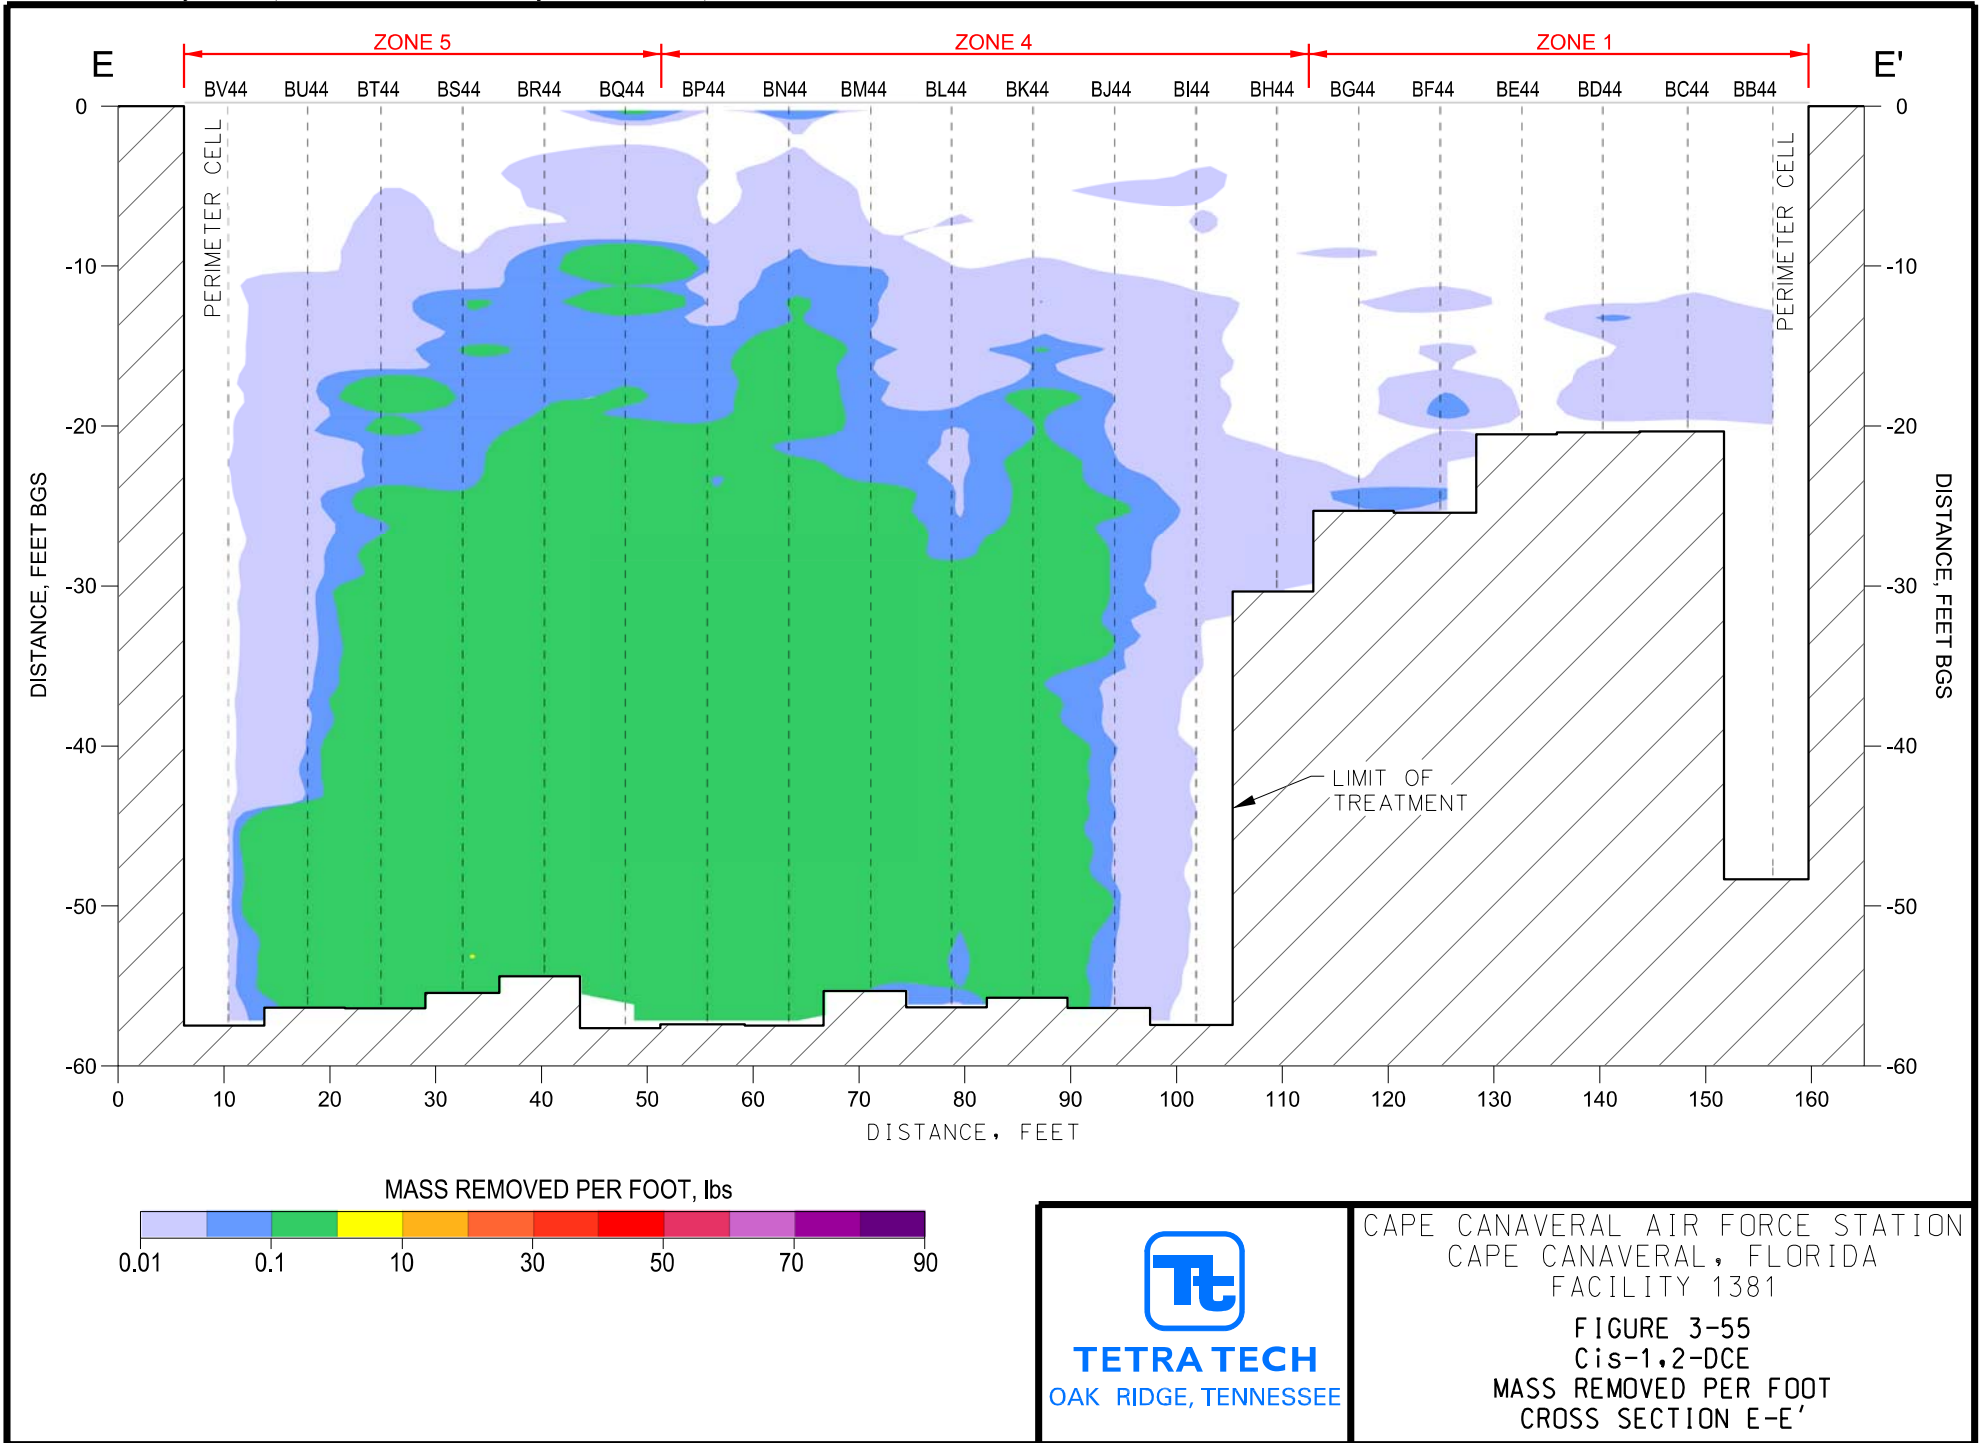 ZONE 5 ZONE 4 ZONE 1
E E'
BV44 BU44 BT44 BS44 BR44 BQ44 BP44 BN44 BM44 BL44 BK44 BJ44 BI44 BH44 BG44 BF44 BE44 BD44 BC44 BB44
0 0
PERIMETER CELL
PERIMETER CELL
-10 -10
-20 -20
DISTANCE, FEET BGS
DISTANCE, FEET BGS
-30 -30
-40 -40
LIMIT OF
TREATMENT
-50 -50
-60 -60
0 10 20 30 40 50 60 70 80 90 100 110 120 130 140 150 160
DISTANCE, FEET
MASS REMOVED PER FOOT, lbs
0.01 0.1 10 30 50 70 90
Tt
TETRA TECH
OAK RIDGE, TENNESSEE
CAPE CANAVERAL AIR FORCE STATION
CAPE CANAVERAL, FLORIDA
FACILITY 1381
FIGURE 3-55
Cis-1,2-DCE
MASS REMOVED PER FOOT
CROSS SECTION E-E'